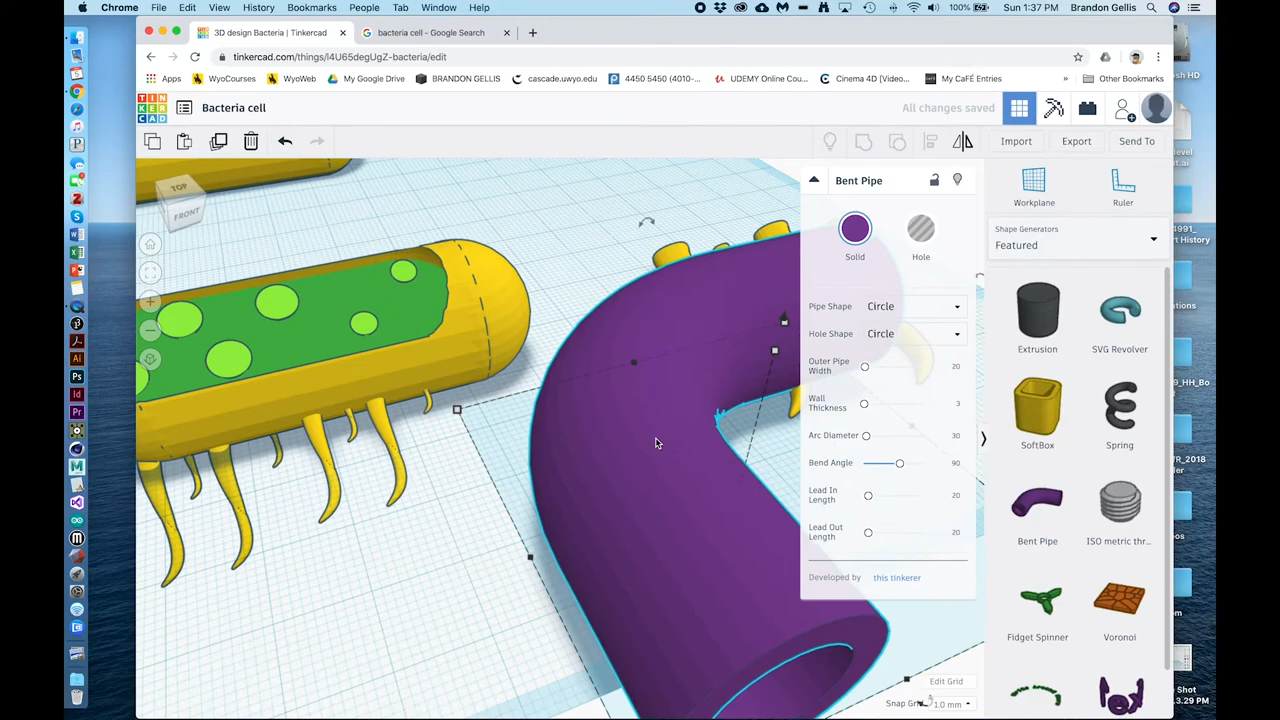 Chrome File Edit View History Bookmarks People Tab Window Help
100% Sun 1:37 PM Brandon Gellis
3D design Bacteria | Tinkercad
bacteria cell - Google Search
tinkercad.com/things/I4U65degUgZ-bacteria/edit
Apps WyoCourses WyoWeb My Google Drive BRANDON GELLIS cascade.uwyo.edu 4450 5450 (4010-... UDEMY Online Cou... Cinema 4D (Video... My CaFÉ Entries » Other Bookmarks
TIN
KER
CAD
Bacteria cell
All changes saved
Import Export Send To
TOP
FRONT
Bent Pipe
Solid Hole
Pipe Shape Circle
Hole Shape Circle
Outer Pipe
Width 20
Wall
Thickness 3
Arc Diameter 30
Bend Angle 90
Lead In
Length 20
Lead Out
Length 20
Developed by this tinkerer
Workplane Ruler
Shape Generators
Featured
Extrusion SVG Revolver
SoftBox Spring
Bent Pipe ISO metric thr...
Fidget Spinner Voronoi
Edit Grid